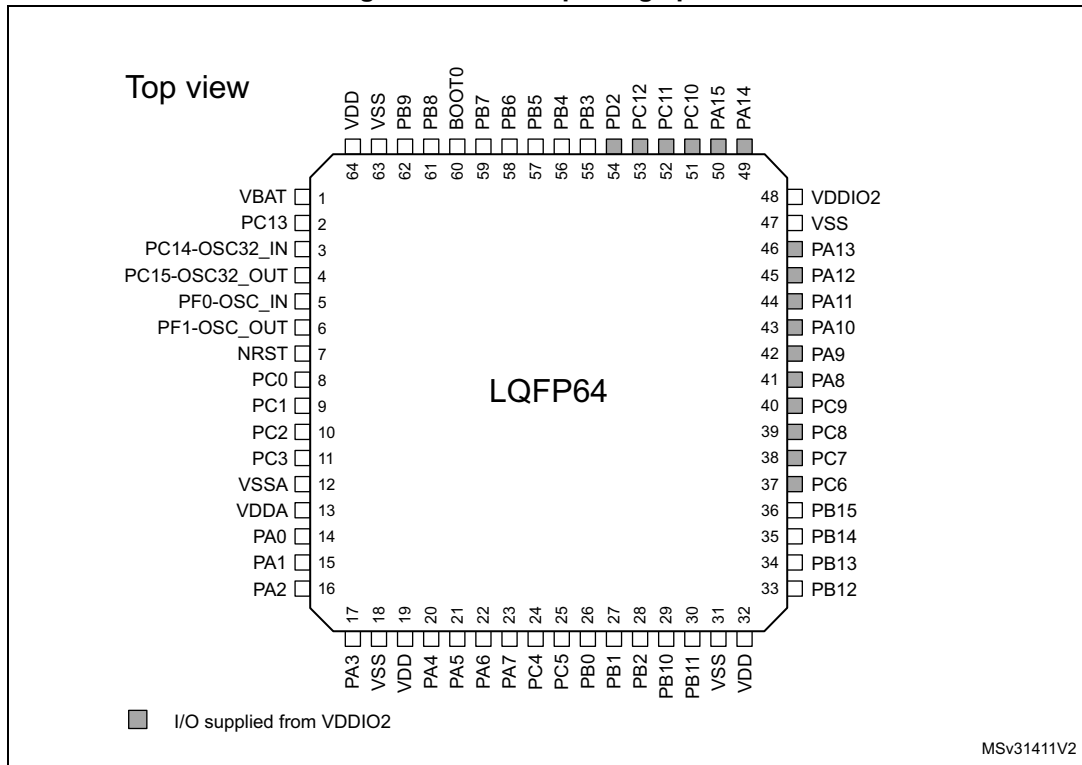 Top view
VDD
VSS
PB9
PB8
BOOT0
PB7
PB6
PB5
PB4
PB3
PD2
PC12
PC11
PC10
PA15
PA14
64
63
62
61
60
59
58
57
56
55
54
53
52
51
50
49
VBAT 1
PC13 2
PC14-OSC32_IN 3
PC15-OSC32_OUT 4
PF0-OSC_IN 5
PF1-OSC_OUT 6
NRST 7
PC0 8
PC1 9
PC2 10
PC3 11
VSSA 12
VDDA 13
PA0 14
PA1 15
PA2 16
LQFP64
48 VDDIO2
47 VSS
46 PA13
45 PA12
44 PA11
43 PA10
42 PA9
41 PA8
40 PC9
39 PC8
38 PC7
37 PC6
36 PB15
35 PB14
34 PB13
33 PB12
17
18
19
20
21
22
23
24
25
26
27
28
29
30
31
32
PA3
VSS
VDD
PA4
PA5
PA6
PA7
PC4
PC5
PB0
PB1
PB2
PB10
PB11
VSS
VDD
I/O supplied from VDDIO2
MSv31411V2